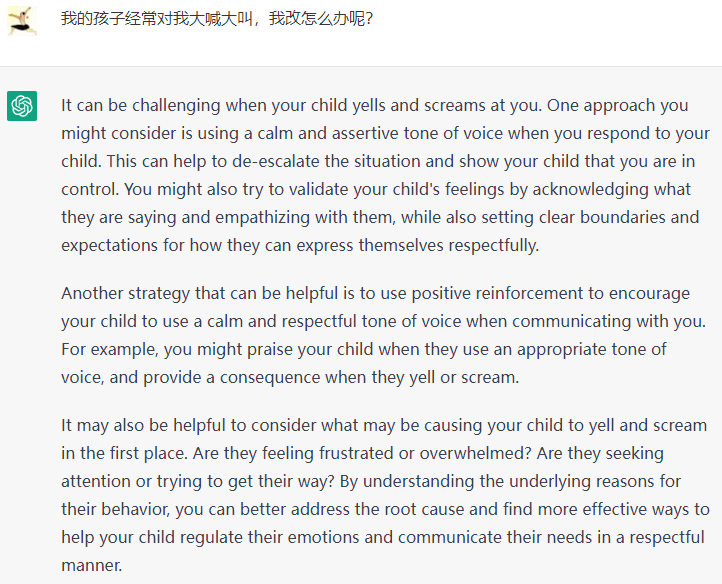 我的孩子经常对我大喊大叫，我改怎么办呢？
It can be challenging when your child yells and screams at you. One approach you
might consider is using a calm and assertive tone of voice when you respond to your
child. This can help to de-escalate the situation and show your child that you are in
control. You might also try to validate your child's feelings by acknowledging what
they are saying and empathizing with them, while also setting clear boundaries and
expectations for how they can express themselves respectfully.
Another strategy that can be helpful is to use positive reinforcement to encourage
your child to use a calm and respectful tone of voice when communicating with you.
For example, you might praise your child when they use an appropriate tone of
voice, and provide a consequence when they yell or scream.
It may also be helpful to consider what may be causing your child to yell and scream
in the first place. Are they feeling frustrated or overwhelmed? Are they seeking
attention or trying to get their way? By understanding the underlying reasons for
their behavior, you can better address the root cause and find more effective ways to
help your child regulate their emotions and communicate their needs in a respectful
manner.